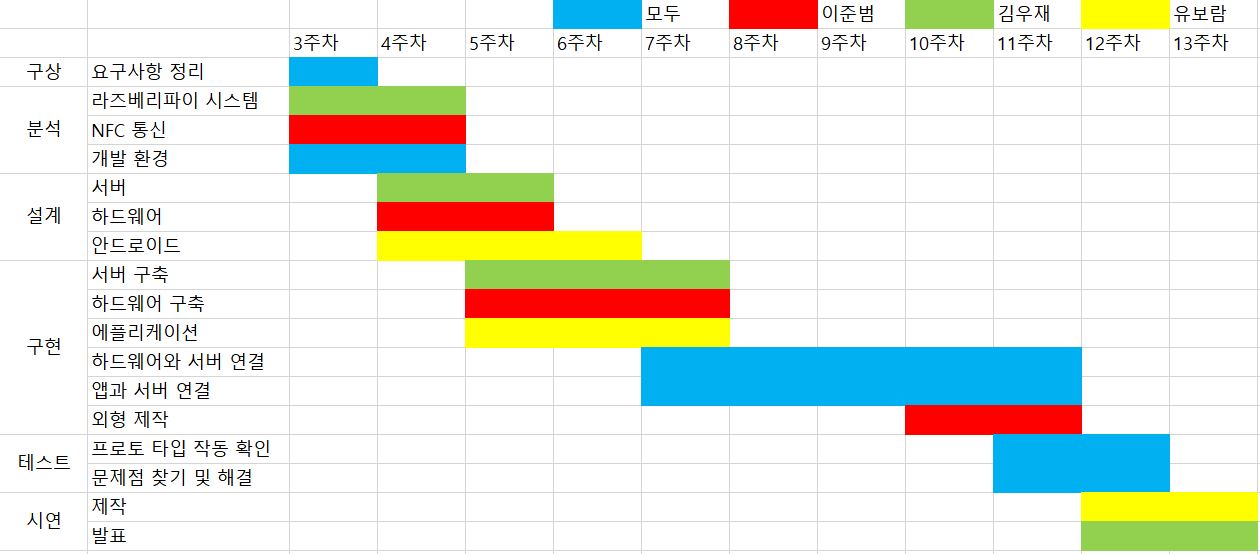 모두 이준범 김우재 유보람
3주차 4주차 5주차 6주차 7주차 8주차 9주차 10주차 11주차 12주차 13주차
구상 요구사항 정리
라즈베리파이 시스템
분석 NFC 통신
개발 환경
서버
설계 하드웨어
안드로이드
서버 구축
하드웨어 구축
에플리케이션
구현 하드웨어와 서버 연결
앱과 서버 연결
외형 제작
테스트 프로토 타입 작동 확인
문제점 찾기 및 해결
시연 제작
발표